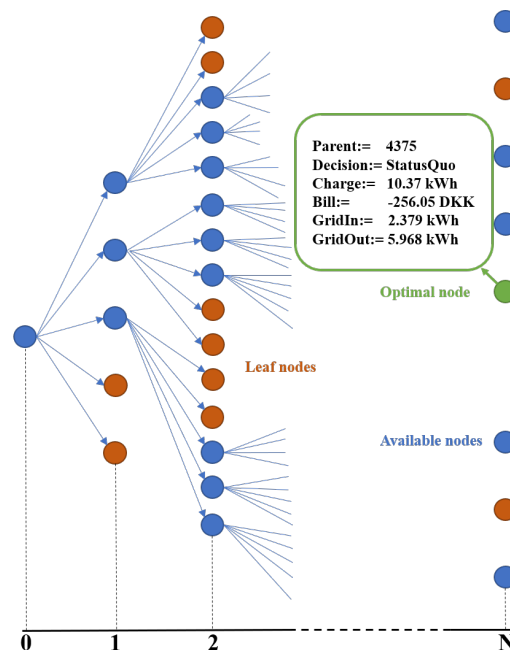 Parent:= 4375
Decision:= StatusQuo
Charge:= 10.37 kWh
Bill:= -256.05 DKK
GridIn:= 2.379 kWh
GridOut:= 5.968 kWh
Optimal node
Leaf nodes
Available nodes
0 1 2 N